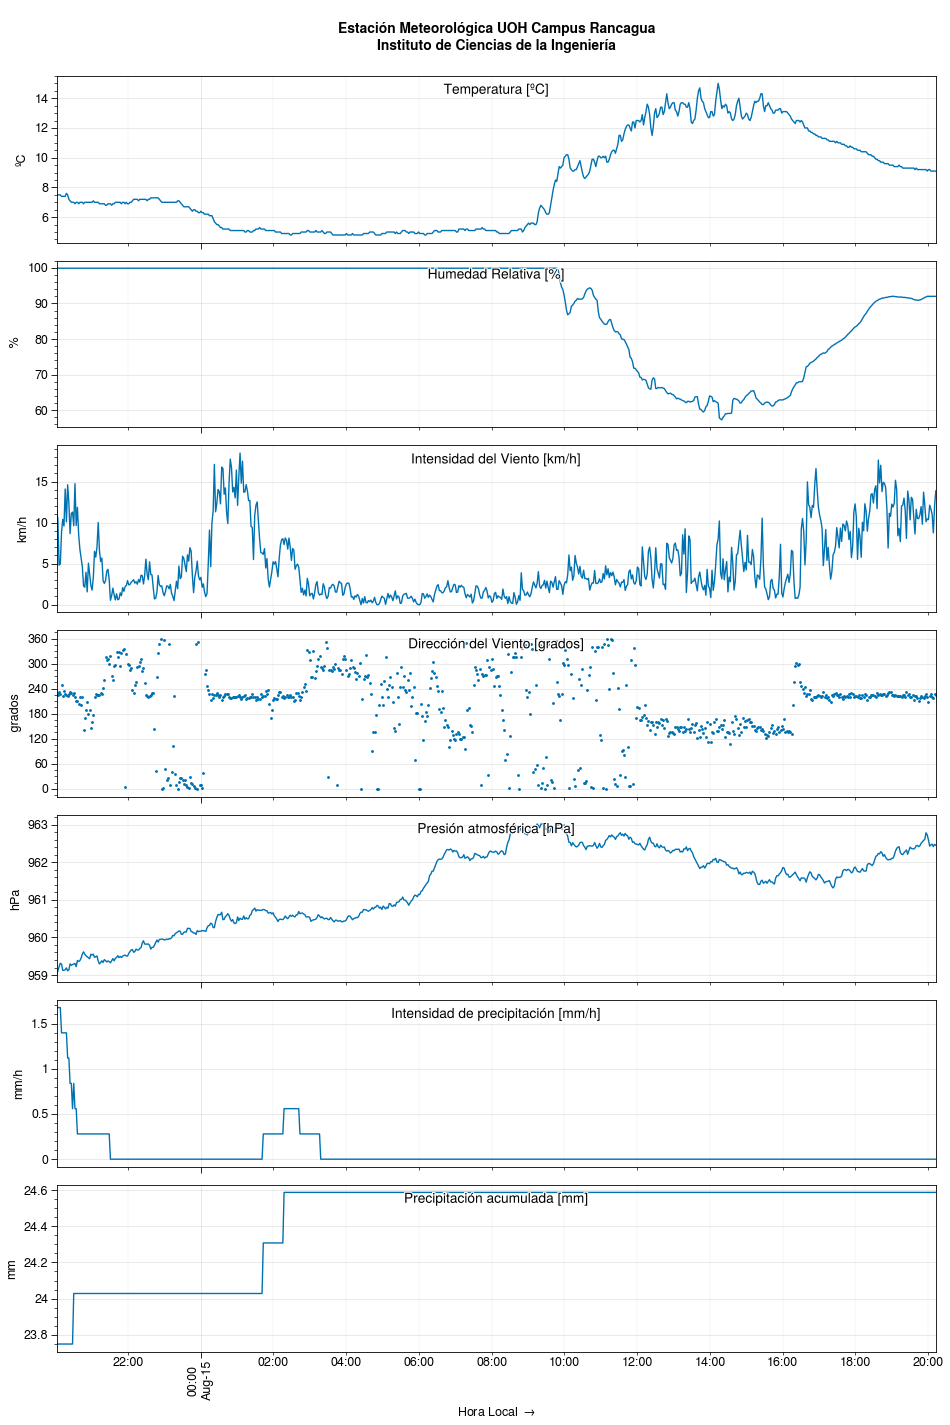 Estación Meteorológica UOH Campus Rancagua
Instituto de Ciencias de la Ingeniería
Temperatura [ºC]
14
12
10
8
6
ºC
Humedad Relativa [%]
100
90
80
70
60
%
Intensidad del Viento [km/h]
15
10
5
0
km/h
Dirección del Viento [grados]
360
300
240
180
120
60
0
grados
Presión atmosférica [hPa]
963
962
961
960
959
hPa
Intensidad de precipitación [mm/h]
1.5
1
0.5
0
mm/h
Precipitación acumulada [mm]
24.6
24.4
24.2
24
23.8
mm
22:00
00:00
Aug-15
02:00
04:00
06:00
08:00
10:00
12:00
14:00
16:00
18:00
20:00
Hora Local →